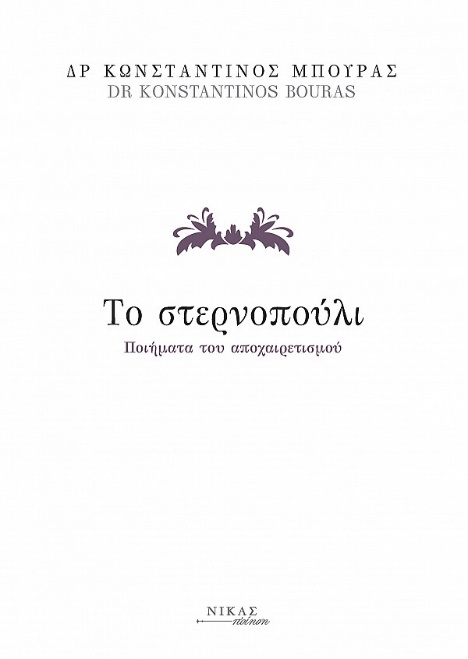 ΔΡ ΚΩΝΣΤΑΝΤΙΝΟΣ ΜΠΟΥΡΑΣ
DR KONSTANTINOS BOURAS
Το στερνοπούλι
Ποιήματα του αποχαιρετισμού
ΝΙΚΑΣ
ποίηση